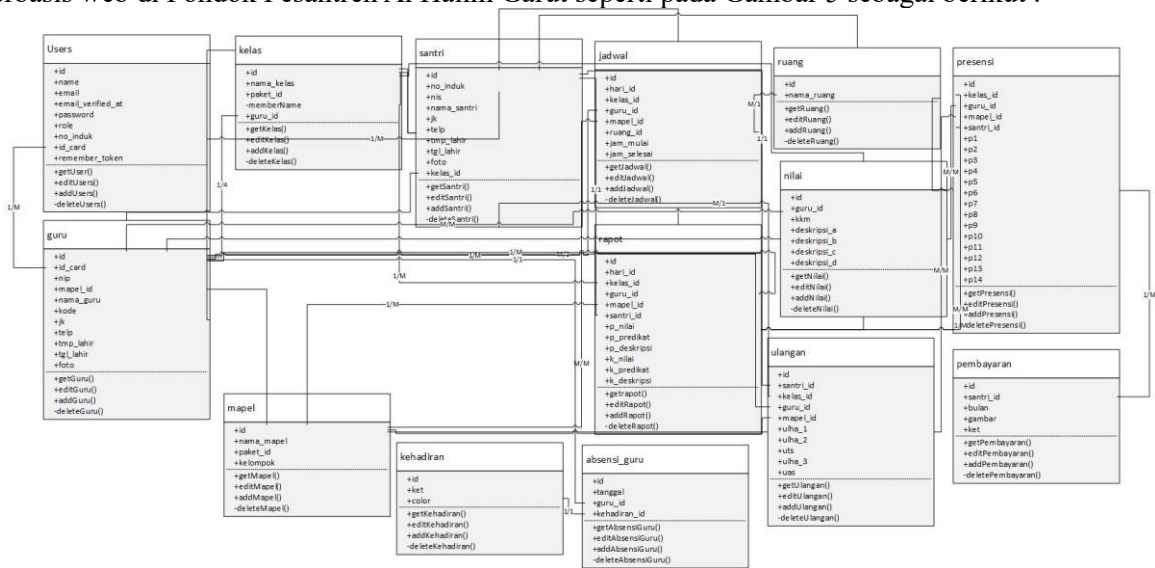 berbasis web di Pondok Pesantren Al-Halim Garut seperti pada Gambar 5 sebagai berikut :
Users
+id
+name
+email
+email_verified_at
+password
+role
+no_induk
+id_card
+remember_token
+getUser()
+editUsers()
+addUsers()
-deleteUsers()
kelas
+id
+nama_kelas
+paket_id
-memberName
+guru_id
+getKelas()
+editKelas()
+addKelas()
-deleteKelas()
santri
+id
+no_induk
+nis
+nama_santri
+jk
+telp
+tmp_lahir
+tgl_lahir
+foto
+kelas_id
+getSantri()
+editSantri()
+addSantri()
-deleteSantri()
jadwal
+id
+hari_id
+kelas_id
+guru_id
+mapel_id
+ruang_id
+jam_mulai
+jam_selesai
+getJadwal()
+editJadwal()
+addJadwal()
-deleteJadwal()
ruang
+id
+nama_ruang
+getRuang()
+editRuang()
+addRuang()
-deleteRuang()
presensi
+id
+kelas_id
+guru_id
+mapel_id
+santri_id
+p1
+p2
+p3
+p4
+p5
+p6
+p7
+p8
+p9
+p10
+p11
+p12
+p13
+p14
+getPresensi()
+editPresensi()
+addPresensi()
-deletePresensi()
nilai
+id
+guru_id
+kkm
+deskripsi_a
+deskripsi_b
+deskripsi_c
+deskripsi_d
+getNilai()
+editNilai()
+addNilai()
-deleteNilai()
guru
+id
+id_card
+nip
+mapel_id
+nama_guru
+kode
+jk
+telp
+tmp_lahir
+tgl_lahir
+foto
+getGuru()
+editGuru()
+addGuru()
-deleteGuru()
rapot
+id
+hari_id
+kelas_id
+guru_id
+mapel_id
+santri_id
+p_nilai
+p_predikat
+p_deskripsi
+k_nilai
+k_predikat
+k_deskripsi
+getrapot()
+editRapot()
+addRapot()
-deleteRapot()
ulangan
+id
+santri_id
+kelas_id
+guru_id
+mapel_id
+ulha_1
+ulha_2
+uts
+ulha_3
+uas
+getUlangan()
+editUlangan()
+addUlangan()
-deleteUlangan()
pembayaran
+id
+santri_id
+bulan
+gambar
+ket
+getPembayaran()
+editPembayaran()
+addPembayaran()
-deletePembayaran()
mapel
+id
+nama_mapel
+paket_id
+kelompok
+getMapel()
+editMapel()
+addMapel()
-deleteMapel()
kehadiran
+id
+ket
+color
+getKehadiran()
+editKehadiran()
+addKehadiran()
-deleteKehadiran()
absensi_guru
+id
+tanggal
+guru_id
+kehadiran_id
+getAbsensiGuru()
+editAbsensiGuru()
+addAbsensiGuru()
-deleteAbsensiGuru()
1/M
1/4
1/M
M/1
1/1
1/1
M/M
M/1
M/M
M/M
1/M
1/M
1/1
1/M
1/M
M/M
M/M
1/M
1/M
1/1